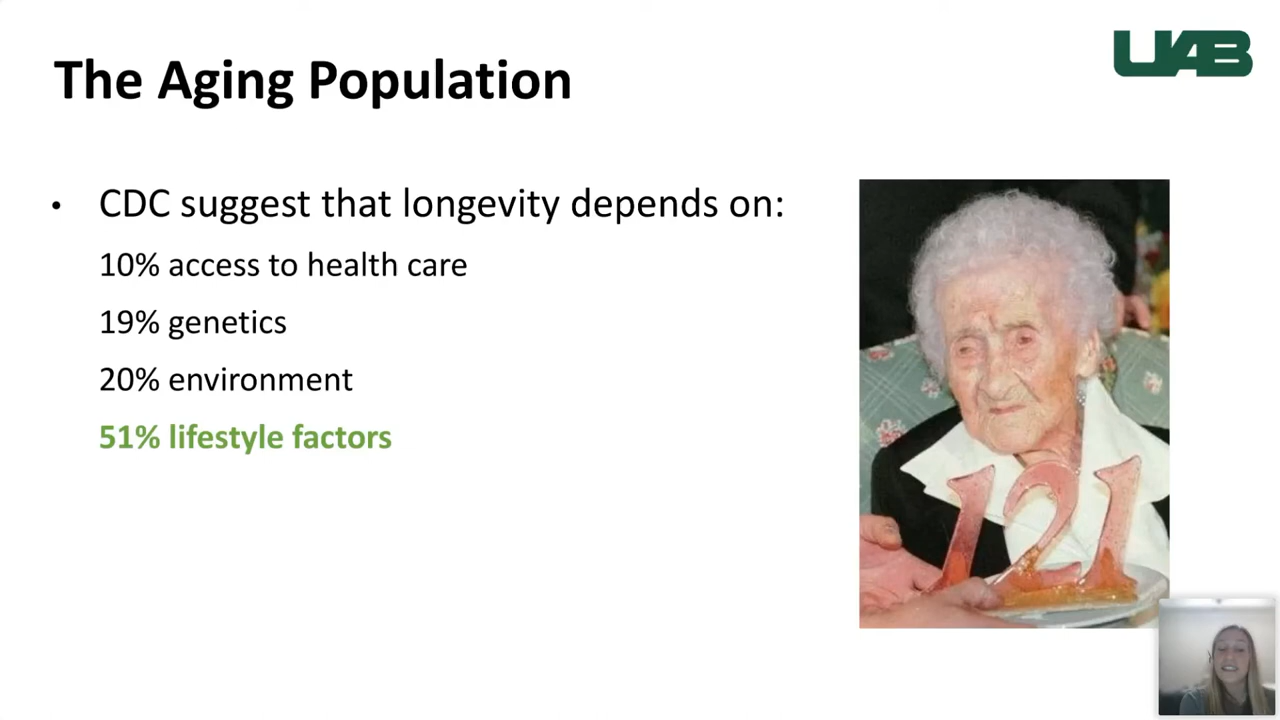 The Aging Population
UAB
• CDC suggest that longevity depends on:
10% access to health care
19% genetics
20% environment
51% lifestyle factors
121